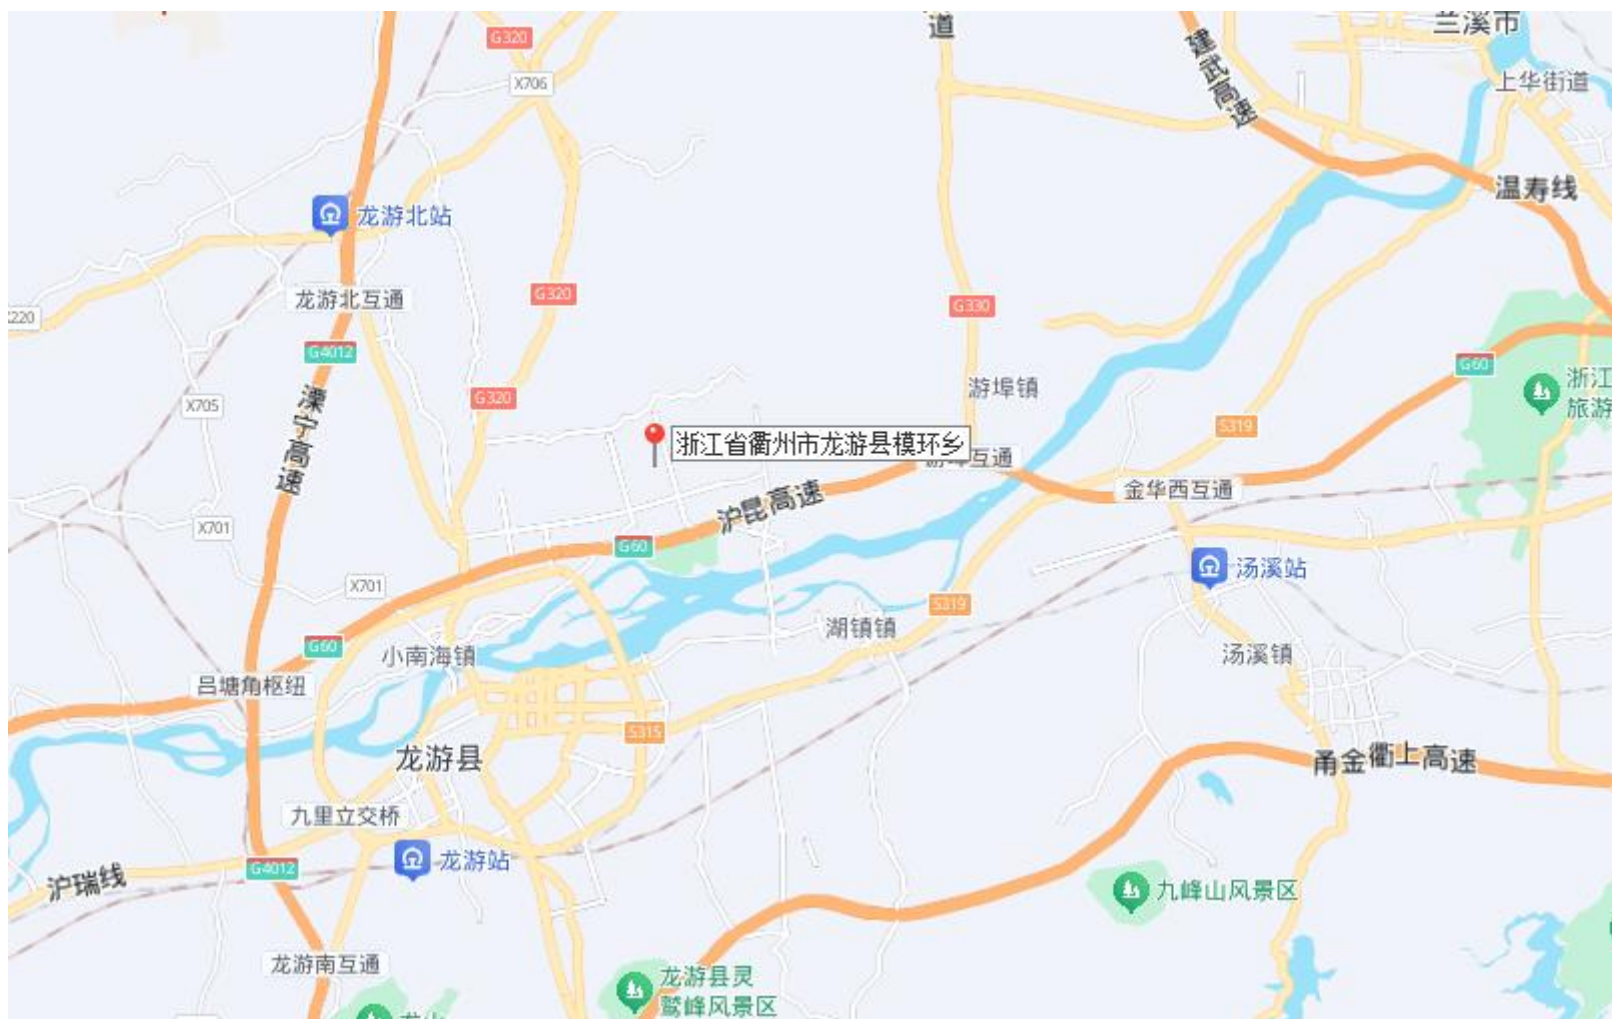 G320
道
建武高速
兰溪市
X706
上华街道
温寿线
龙游北站
龙游北互通
G320
G330
220
G4012
G60
浙江
旅游
溧宁高速
X705
G320
游埠镇
S319
浙江省衢州市龙游县模环乡
互通
金华西互通
沪昆高速
X701
G60
汤溪站
X701
S319
湖镇镇
G60
小南海镇
汤溪镇
吕塘角枢纽
S315
龙游县
甬金衢上高速
九里立交桥
龙游站
G4012
沪瑞线
九峰山风景区
龙游南互通
龙游县灵
鹫峰风景区